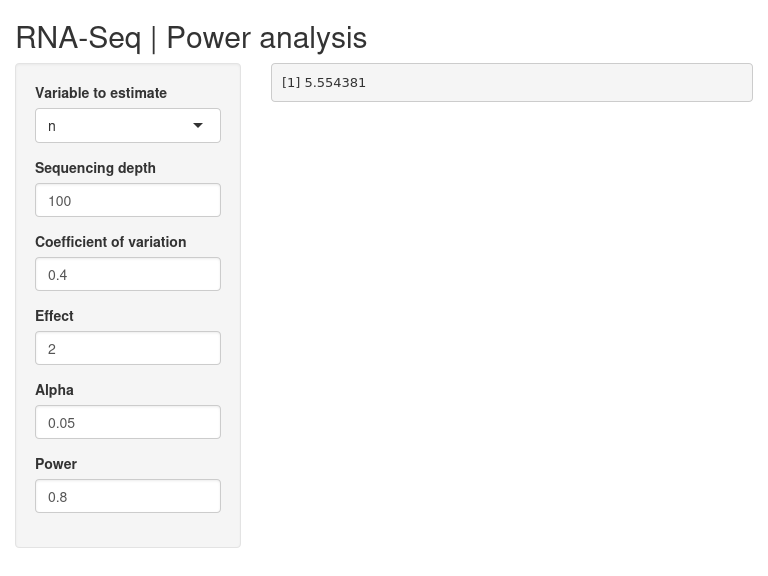 RNA-Seq | Power analysis
Variable to estimate
n
Sequencing depth
100
Coefficient of variation
0.4
Effect
2
Alpha
0.05
Power
0.8
[1] 5.554381